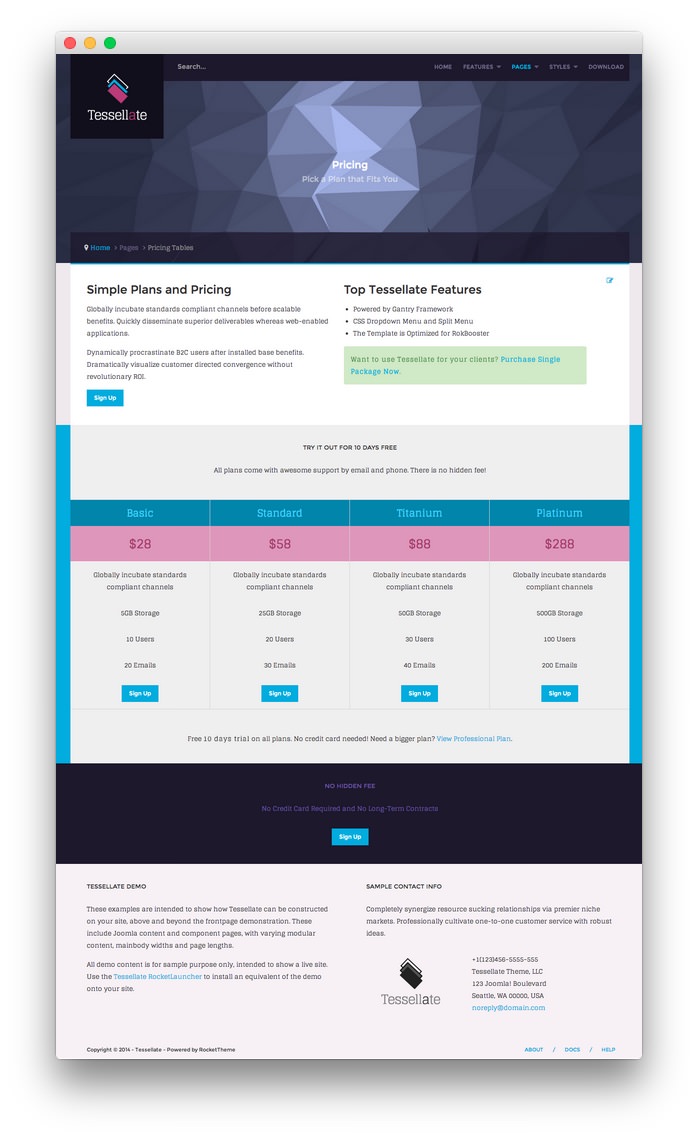 Search...
HOME FEATURES PAGES STYLES DOWNLOAD
Tessellate
Pricing
Pick a Plan that Fits You
Home > Pages > Pricing Tables
Simple Plans and Pricing
Globally incubate standards compliant channels before scalable
benefits. Quickly disseminate superior deliverables whereas web-enabled
applications.
Dynamically procrastinate B2C users after installed base benefits.
Dramatically visualize customer directed convergence without
revolutionary ROI.
Sign Up
Top Tessellate Features
• Powered by Gantry Framework
• CSS Dropdown Menu and Split Menu
• The Template is Optimized for RokBooster
Want to use Tessellate for your clients? Purchase Single
Package Now.
TRY IT OUT FOR 10 DAYS FREE
All plans come with awesome support by email and phone. There is no hidden fee!
Basic Standard Titanium Platinum
$28 $58 $88 $288
Globally incubate standards Globally incubate standards Globally incubate standards Globally incubate standards
compliant channels compliant channels compliant channels compliant channels
5GB Storage 25GB Storage 50GB Storage 500GB Storage
10 Users 20 Users 30 Users 100 Users
20 Emails 30 Emails 40 Emails 200 Emails
Sign Up Sign Up Sign Up Sign Up
Free 10 days trial on all plans. No credit card needed! Need a bigger plan? View Professional Plan.
NO HIDDEN FEE
No Credit Card Required and No Long-Term Contracts
Sign Up
TESSELLATE DEMO
These examples are intended to show how Tessellate can be constructed
on your site, above and beyond the frontpage demonstration. These
include Joomla content and component pages, with varying modular
content, mainbody widths and page lengths.
All demo content is for sample purpose only, intended to show a live site.
Use the Tessellate RocketLauncher to install an equivalent of the demo
onto your site.
SAMPLE CONTACT INFO
Completely synergize resource sucking relationships via premier niche
markets. Professionally cultivate one-to-one customer service with robust
ideas.
Tessellate
+1(123)456-5555-555
Tessellate Theme, LLC
123 Joomla! Boulevard
Seattle, WA 00000, USA
noreply@domain.com
Copyright © 2014 - Tessellate - Powered by RocketTheme
ABOUT / DOCS / HELP